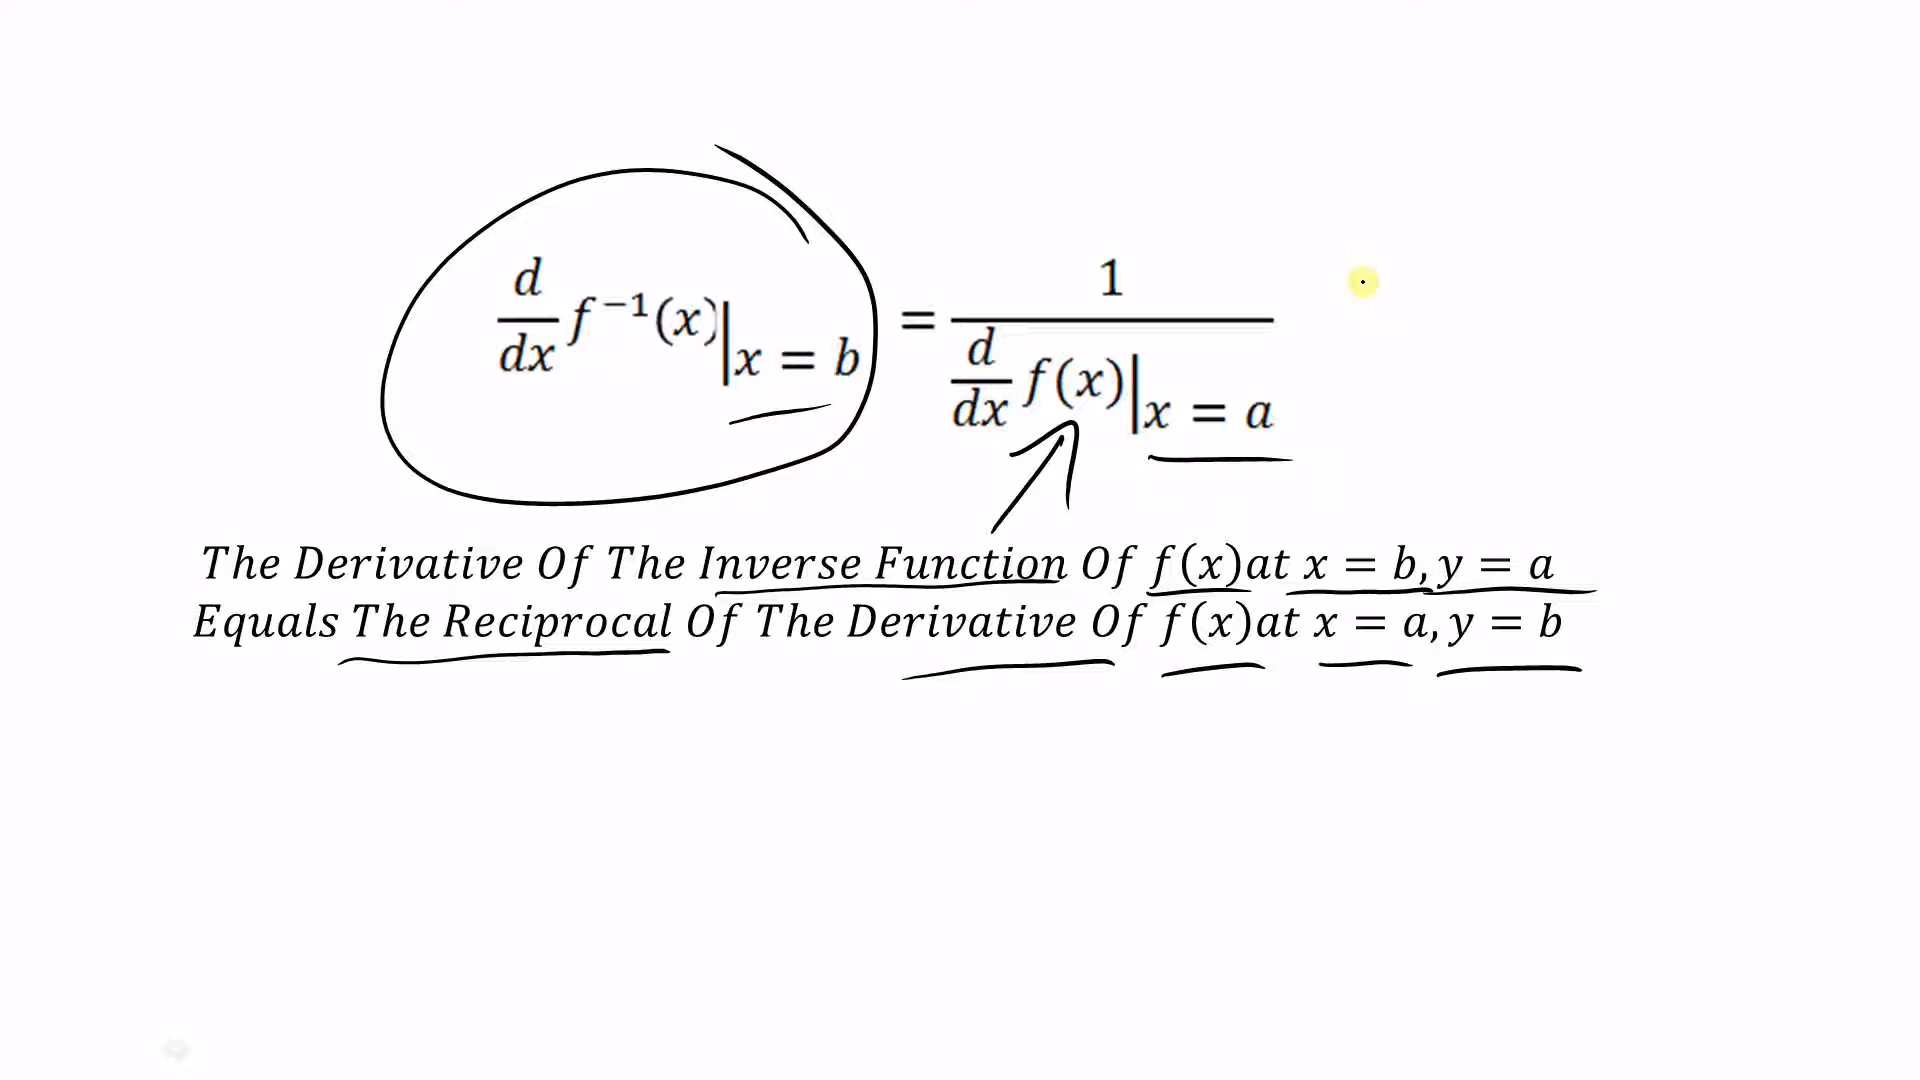 d/dx f⁻¹(x)|x = b = 1 / (d/dx f(x)|x = a)
The Derivative Of The Inverse Function Of f(x)at x = b, y = a
Equals The Reciprocal Of The Derivative Of f(x)at x = a, y = b